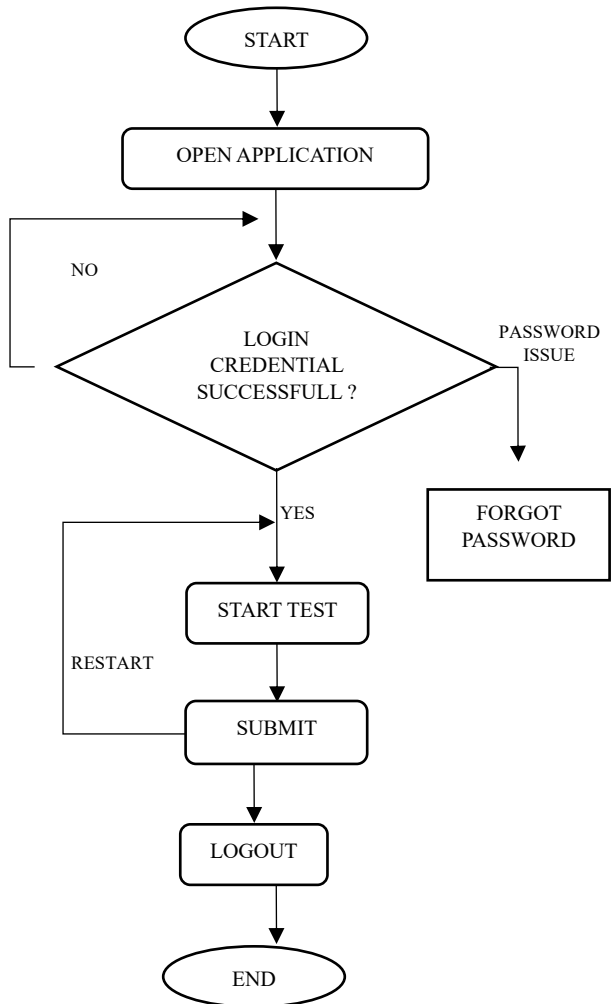 START
OPEN APPLICATION
NO
LOGIN
CREDENTIAL
SUCCESSFULL ?
PASSWORD
ISSUE
YES
FORGOT
PASSWORD
START TEST
RESTART
SUBMIT
LOGOUT
END